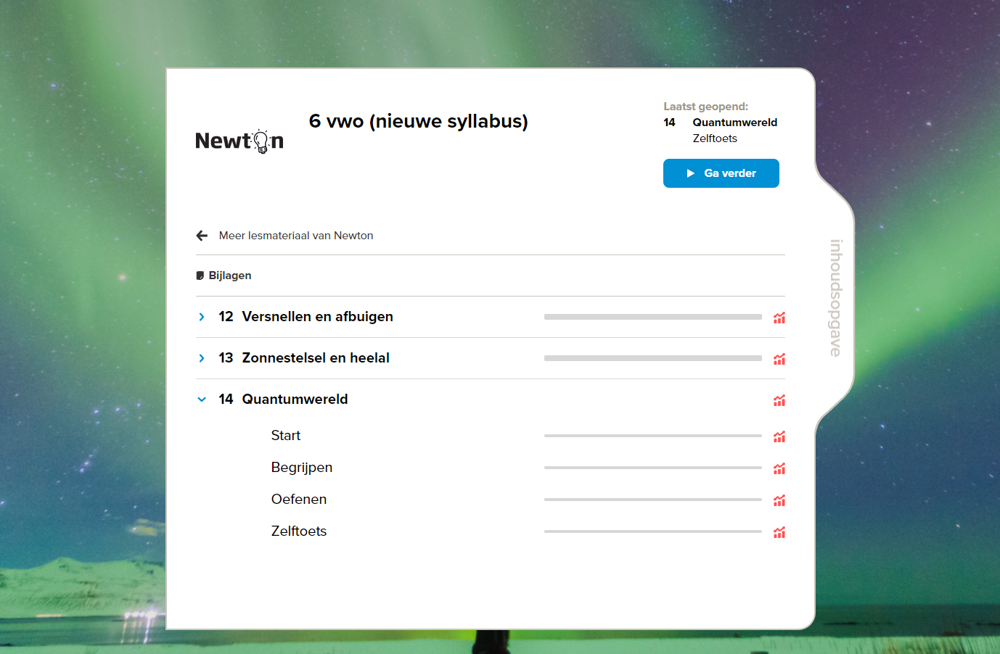 Newton
6 vwo (nieuwe syllabus)
Laatst geopend:
14 Quantumwereld
Zelftoets
Ga verder
Meer lesmateriaal van Newton
Bijlagen
12 Versnellen en afbuigen
13 Zonnestelsel en heelal
14 Quantumwereld
Start
Begrijpen
Oefenen
Zelftoets
inhoudsopgave